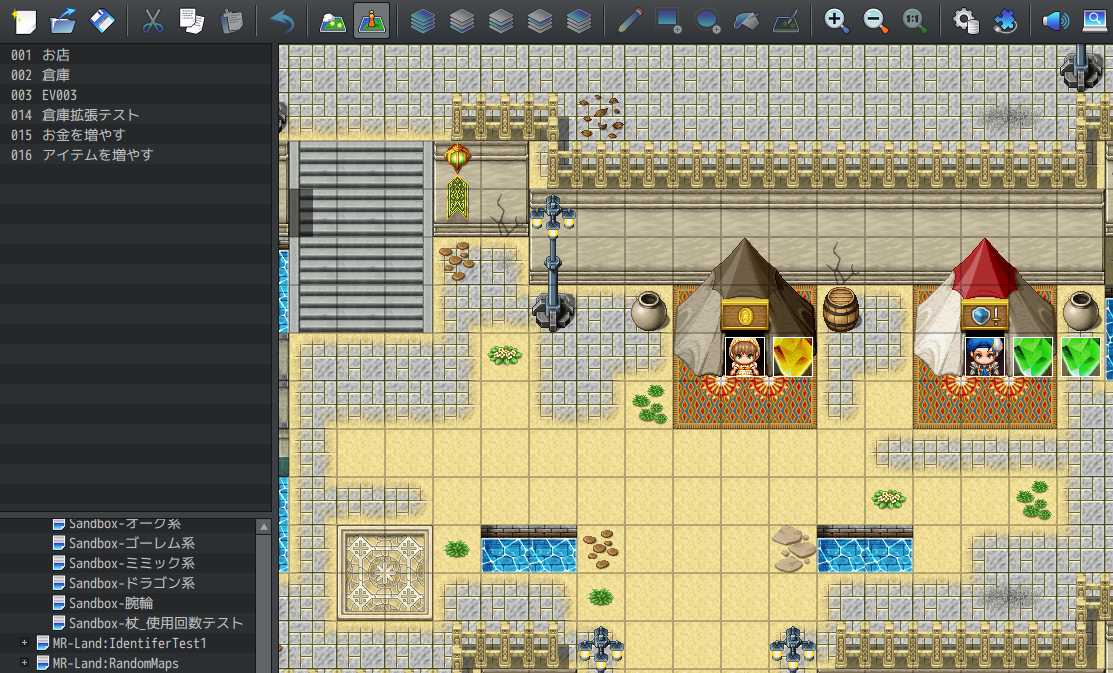 1:1
001 お店
002 倉庫
003 EV003
014 倉庫拡張テスト
015 お金を増やす
016 アイテムを増やす
Sandbox-オーク系
Sandbox-ゴーレム系
Sandbox-ミミック系
Sandbox-ドラゴン系
Sandbox-腕輪
Sandbox-杖_使用回数テスト
MR-Land:IdentiferTest1
MR-Land:RandomMaps